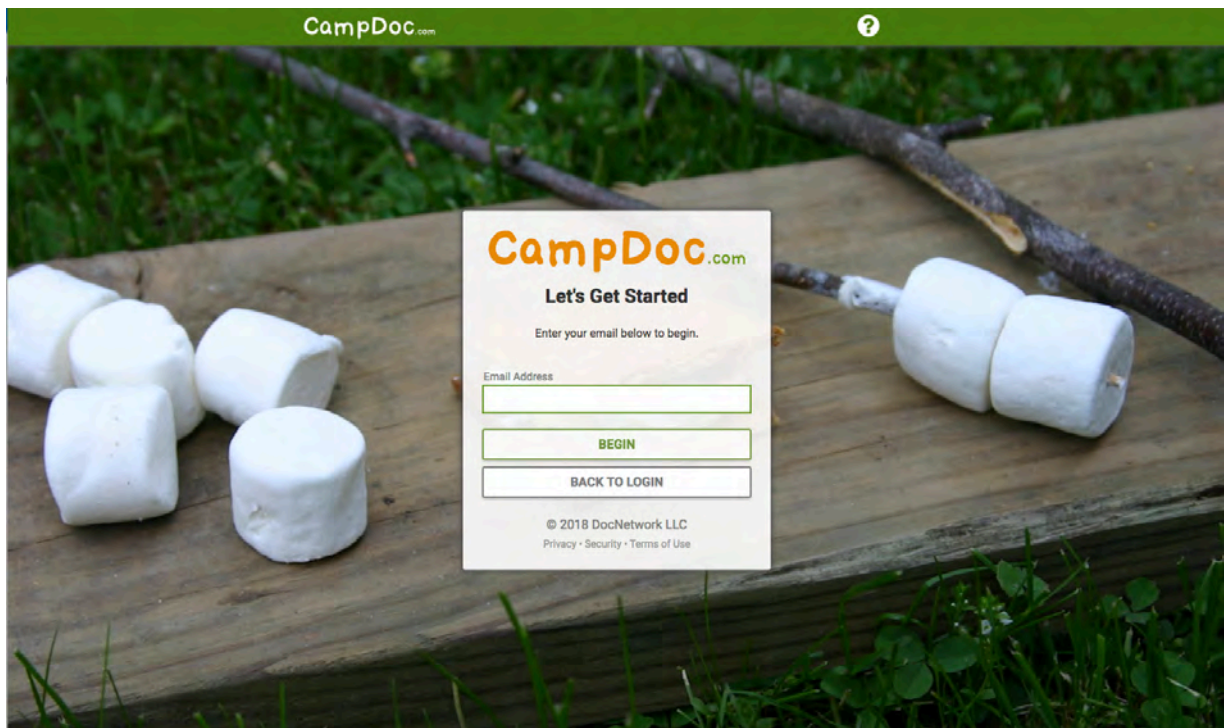 CampDoc.com
?
CampDoc.com
Let's Get Started
Enter your email below to begin.
Email Address
BEGIN
BACK TO LOGIN
© 2018 DocNetwork LLC
Privacy • Security • Terms of Use